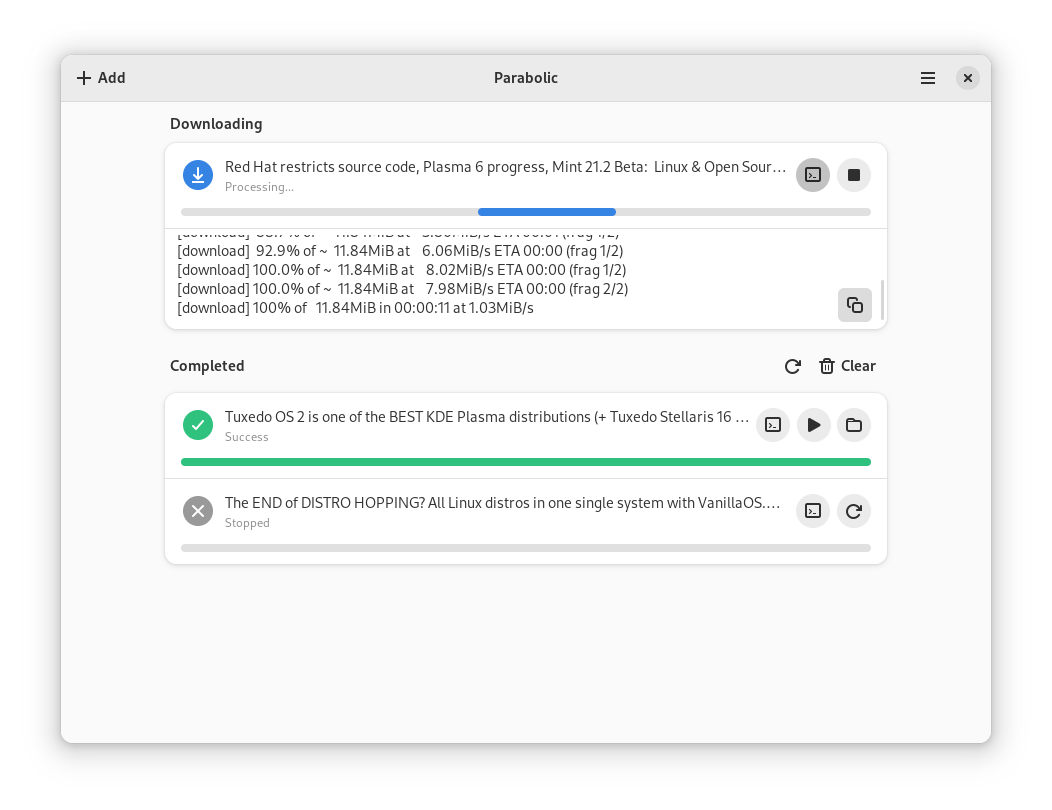 Add
Parabolic
Downloading
Red Hat restricts source code, Plasma 6 progress, Mint 21.2 Beta: Linux & Open Sour…
Processing...
[download] 92.9% of ~ 11.84MiB at 6.06MiB/s ETA 00:00 (frag 1/2)
[download] 100.0% of ~ 11.84MiB at 8.02MiB/s ETA 00:00 (frag 1/2)
[download] 100.0% of ~ 11.84MiB at 7.98MiB/s ETA 00:00 (frag 2/2)
[download] 100% of 11.84MiB in 00:00:11 at 1.03MiB/s
Completed
Clear
Tuxedo OS 2 is one of the BEST KDE Plasma distributions (+ Tuxedo Stellaris 16 …
Success
The END of DISTRO HOPPING? All Linux distros in one single system with VanillaOS.…
Stopped